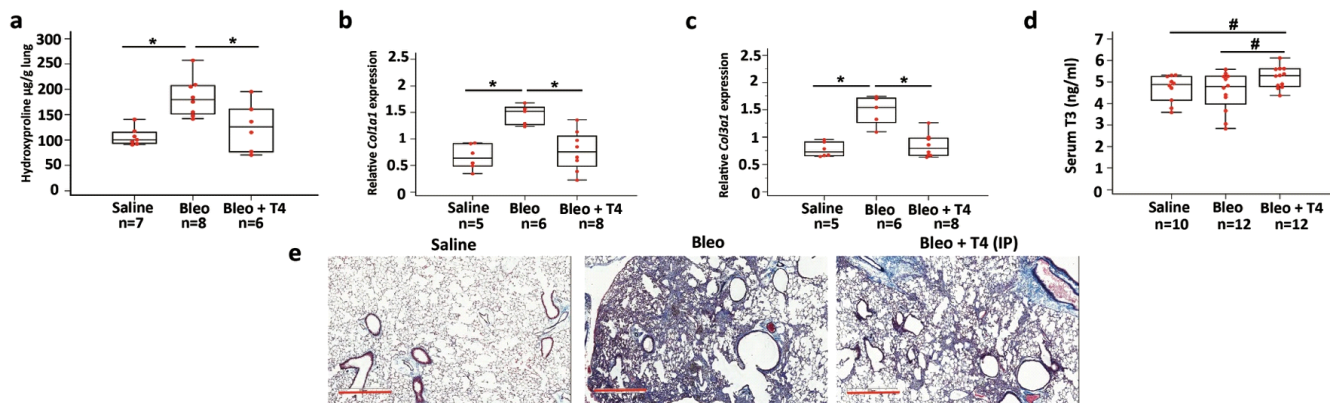 a
Hydroxyproline μg/g lung
300
250
200
150
100
50
0
*
*
Saline
n=7
Bleo
n=8
Bleo + T4
n=6
b
Relative Col1a1 expression
2.5
2
1.5
1
0.5
0
*
*
Saline
n=5
Bleo
n=6
Bleo + T4
n=8
c
Relative Col3a1 expression
2.5
2
1.5
1
0.5
0
*
*
Saline
n=5
Bleo
n=6
Bleo + T4
n=8
d
Serum T3 (ng/ml)
7
6
5
4
3
2
1
0
#
#
Saline
n=10
Bleo
n=12
Bleo + T4
n=12
e
Saline
Bleo
Bleo + T4 (IP)